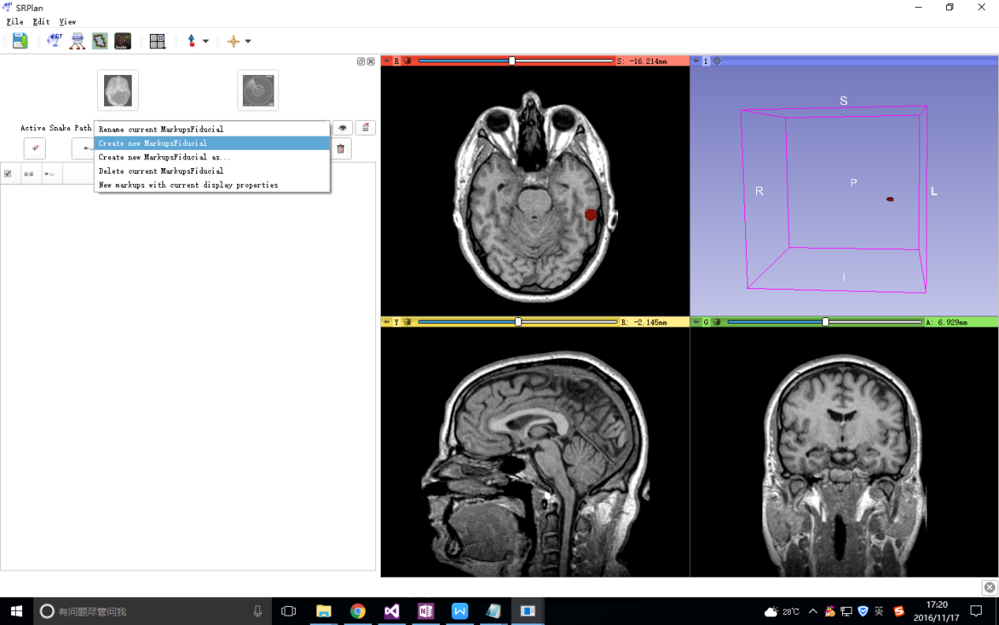 SRPlan
File Edit View
R S: -16.214mm
1
S
R P L
I
Active Snake Path
Rename current MarkupsFiducial
Create new MarkupsFiducial
Create new MarkupsFiducial as...
Delete current MarkupsFiducial
New markups with current display properties
Y R: -2.145mm
G A: 6.929mm
有问题尽管问我
28℃
英
17:20
2016/11/17